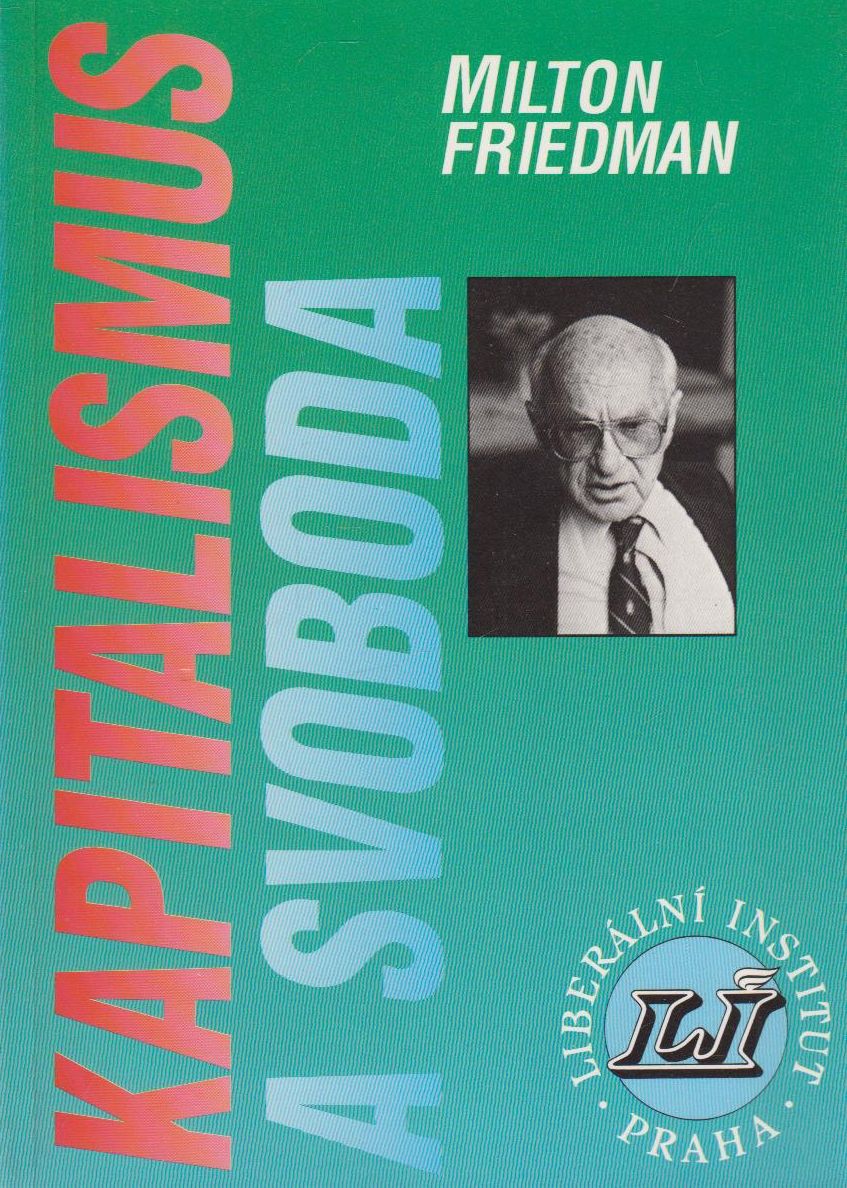 MILTON
FRIEDMAN
KAPITALISMUS
A SVOBODA
LIBERÁLNÍ INSTITUT
LI
· PRAHA ·